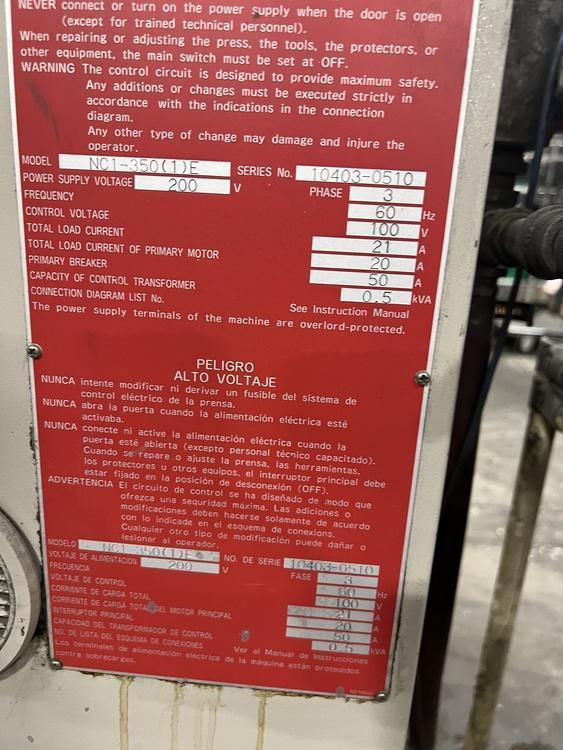 NEVER connect or turn on the power supply when the door is open
(except for trained technical personnel).
When repairing or adjusting the press, the tools, the protectors, or
other equipment, the main switch must be set at OFF.
WARNING The control circuit is designed to provide maximum safety.
Any additions or changes must be executed strictly in
accordance with the indications in the connection
diagram.
Any other type of change may damage and injure the
operator.
MODEL NC1-350(1)E SERIES No. 10403-0510
POWER SUPPLY VOLTAGE 200 V PHASE 3
FREQUENCY 60 Hz
CONTROL VOLTAGE 100 V
TOTAL LOAD CURRENT 21 A
TOTAL LOAD CURRENT OF PRIMARY MOTOR 20 A
PRIMARY BREAKER 50 A
CAPACITY OF CONTROL TRANSFORMER 0.5 kVA
CONNECTION DIAGRAM LIST No. See Instruction Manual
The power supply terminals of the machine are overlord-protected.
PELIGRO
ALTO VOLTAJE
NUNCA intente modificar ni derivar un fusible del sistema de
control eléctrico de la prensa.
NUNCA abra la puerta cuando la alimentación eléctrica esté
activaba.
NUNCA conecte ni active la alimentación eléctrica cuando la
puerta esté abierta (excepto personal técnico capacitado).
Cuando se repare o ajuste la prensa, las herramientas,
los protectores u otros equipos, el interruptor principal debe
estar fijado en la posición de desconexión (OFF).
ADVERTENCIA El circuito de control se ha diseñado de modo que
ofrezca una seguridad máxima. Las adiciones o
modificaciones deben hacerse solamente de acuerdo
con lo indicado en el esquema de conexiones.
Cualquier otro tipo de modificación puede dañar o
lesionar al operador.
MODELO NC1-350(1)E NO. DE SERIE 10403-0510
VOLTAJE DE ALIMENTACION 200 V FASE 3
FRECUENCIA 60 Hz
VOLTAJE DE CONTROL 100 V
CORRIENTE DE CARGA TOTAL 21 A
CORRIENTE DE CARGA TOTAL DEL MOTOR PRINCIPAL 20 A
INTERRUPTOR PRINCIPAL 50 A
CAPACIDAD DEL TRANSFORMADOR DE CONTROL 0.5 kVA
NO. DE LISTA DEL ESQUEMA DE CONEXIONES Ver el Manual de Instrucciones
Los terminales de alimentación eléctrica de la máquina están protegidos
contra sobrecargas.